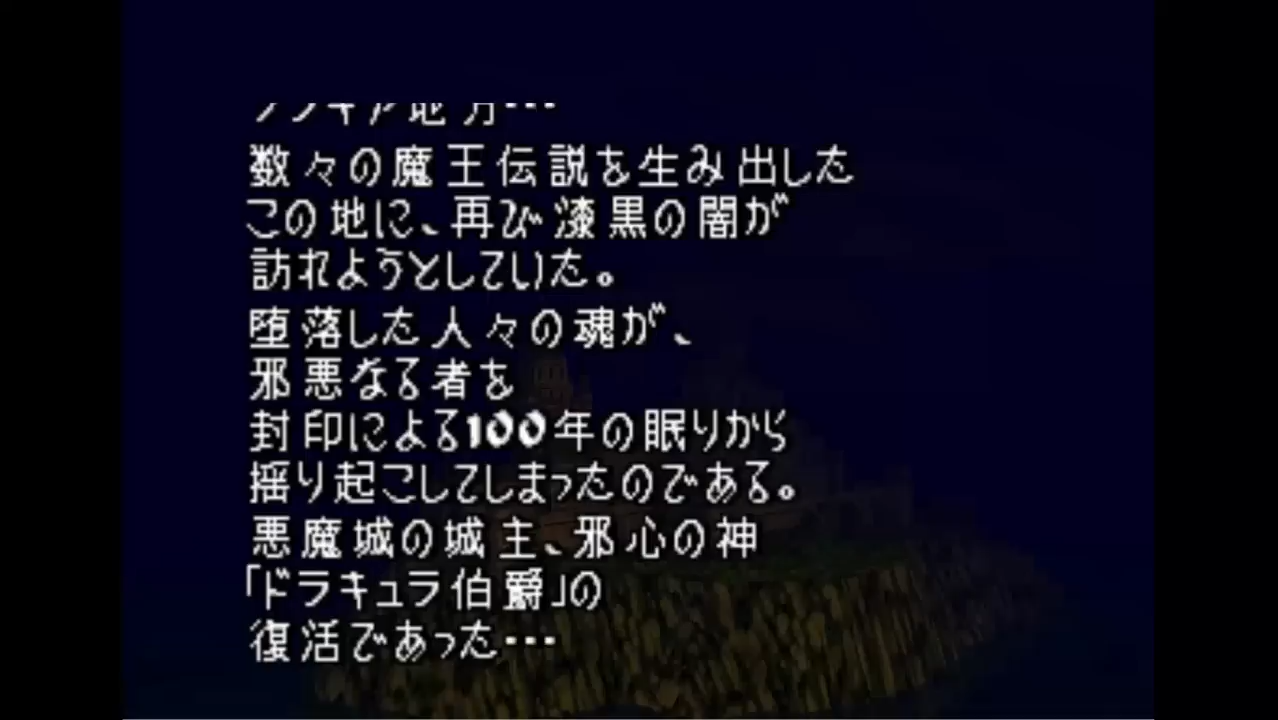 数々の魔王伝説を生み出した
この地に、再び漆黒の闇が
訪れようとしていた。
堕落した人々の魂が、
邪悪なる者を
封印による100年の眠りから
揺り起こしてしまったのである。
悪魔城の城主、邪心の神
「ドラキュラ伯爵」の
復活であった･･･